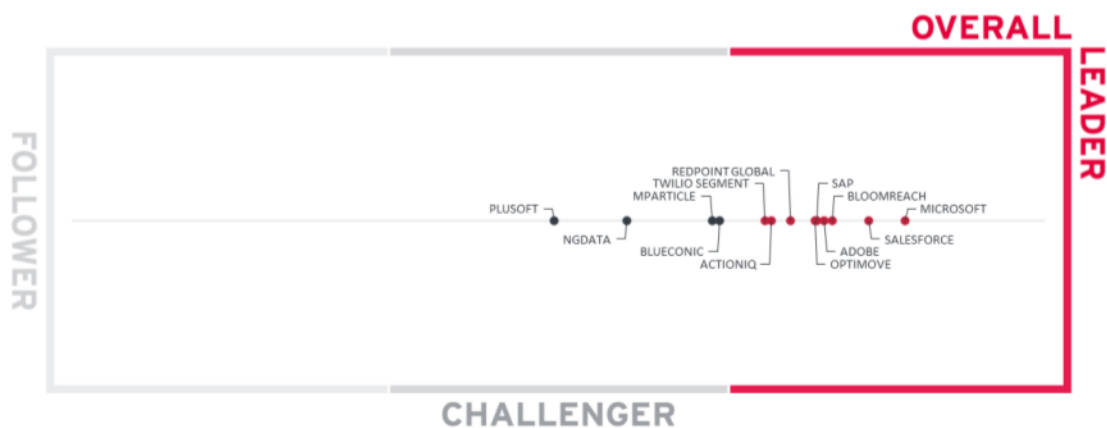 OVERALL
LEADER
FOLLOWER
REDPOINT GLOBAL
TWILIO SEGMENT
SAP
MPARTICLE
BLOOMREACH
PLUSOFT
MICROSOFT
NGDATA
SALESFORCE
BLUECONIC
ADOBE
ACTIONIQ
OPTIMOVE
CHALLENGER